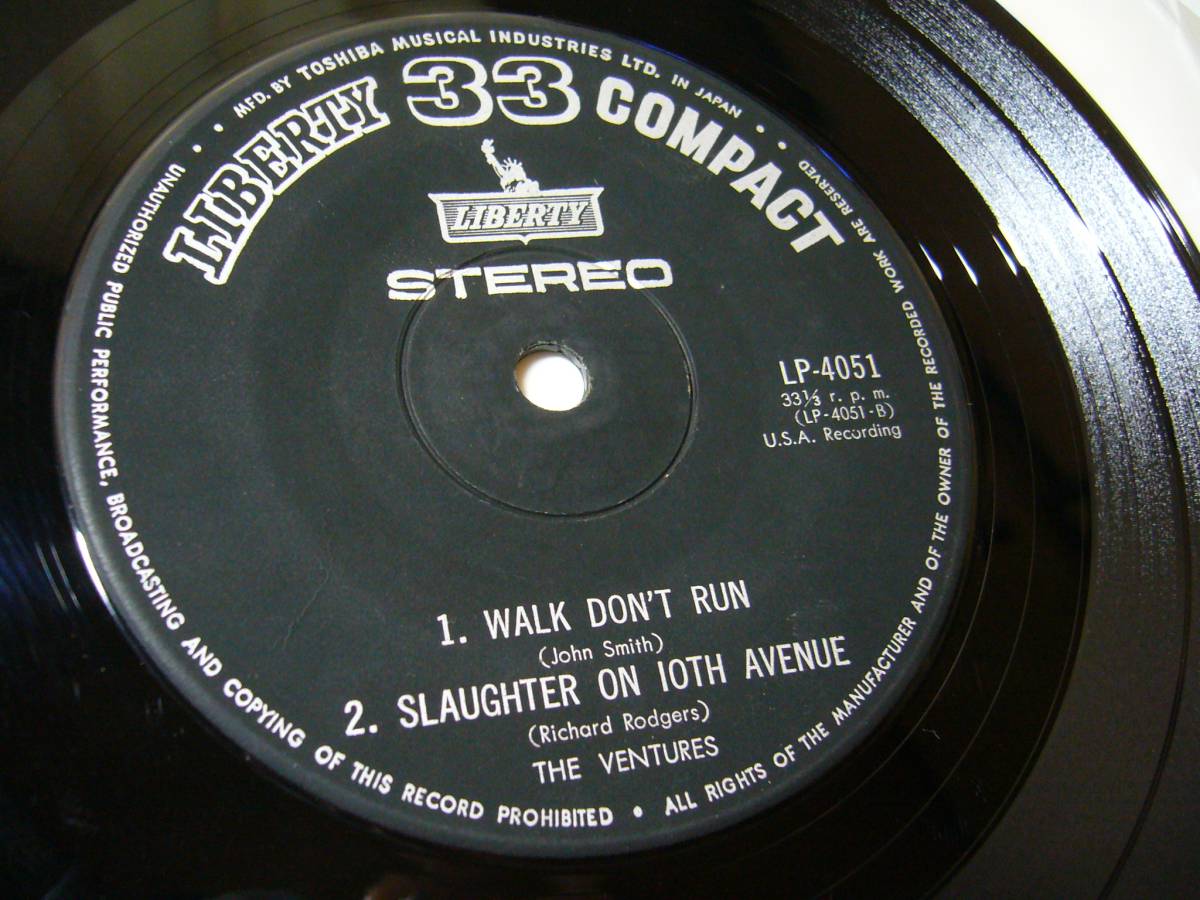 MFD. BY TOSHIBA MUSICAL INDUSTRIES LTD. IN JAPAN •
LIBERTY 33 COMPACT
LIBERTY
STEREO
LP-4051
33⅓ r. p. m.
(LP-4051-B)
U.S.A. Recording
1. WALK DON'T RUN
(John Smith)
2. SLAUGHTER ON 10TH AVENUE
(Richard Rodgers)
THE VENTURES
• UNAUTHORIZED PUBLIC PERFORMANCE, BROADCASTING AND COPYING OF THIS RECORD PROHIBITED • ALL RIGHTS OF THE MANUFACTURER AND OF THE OWNER OF THE RECORDED WORK ARE RESERVED •